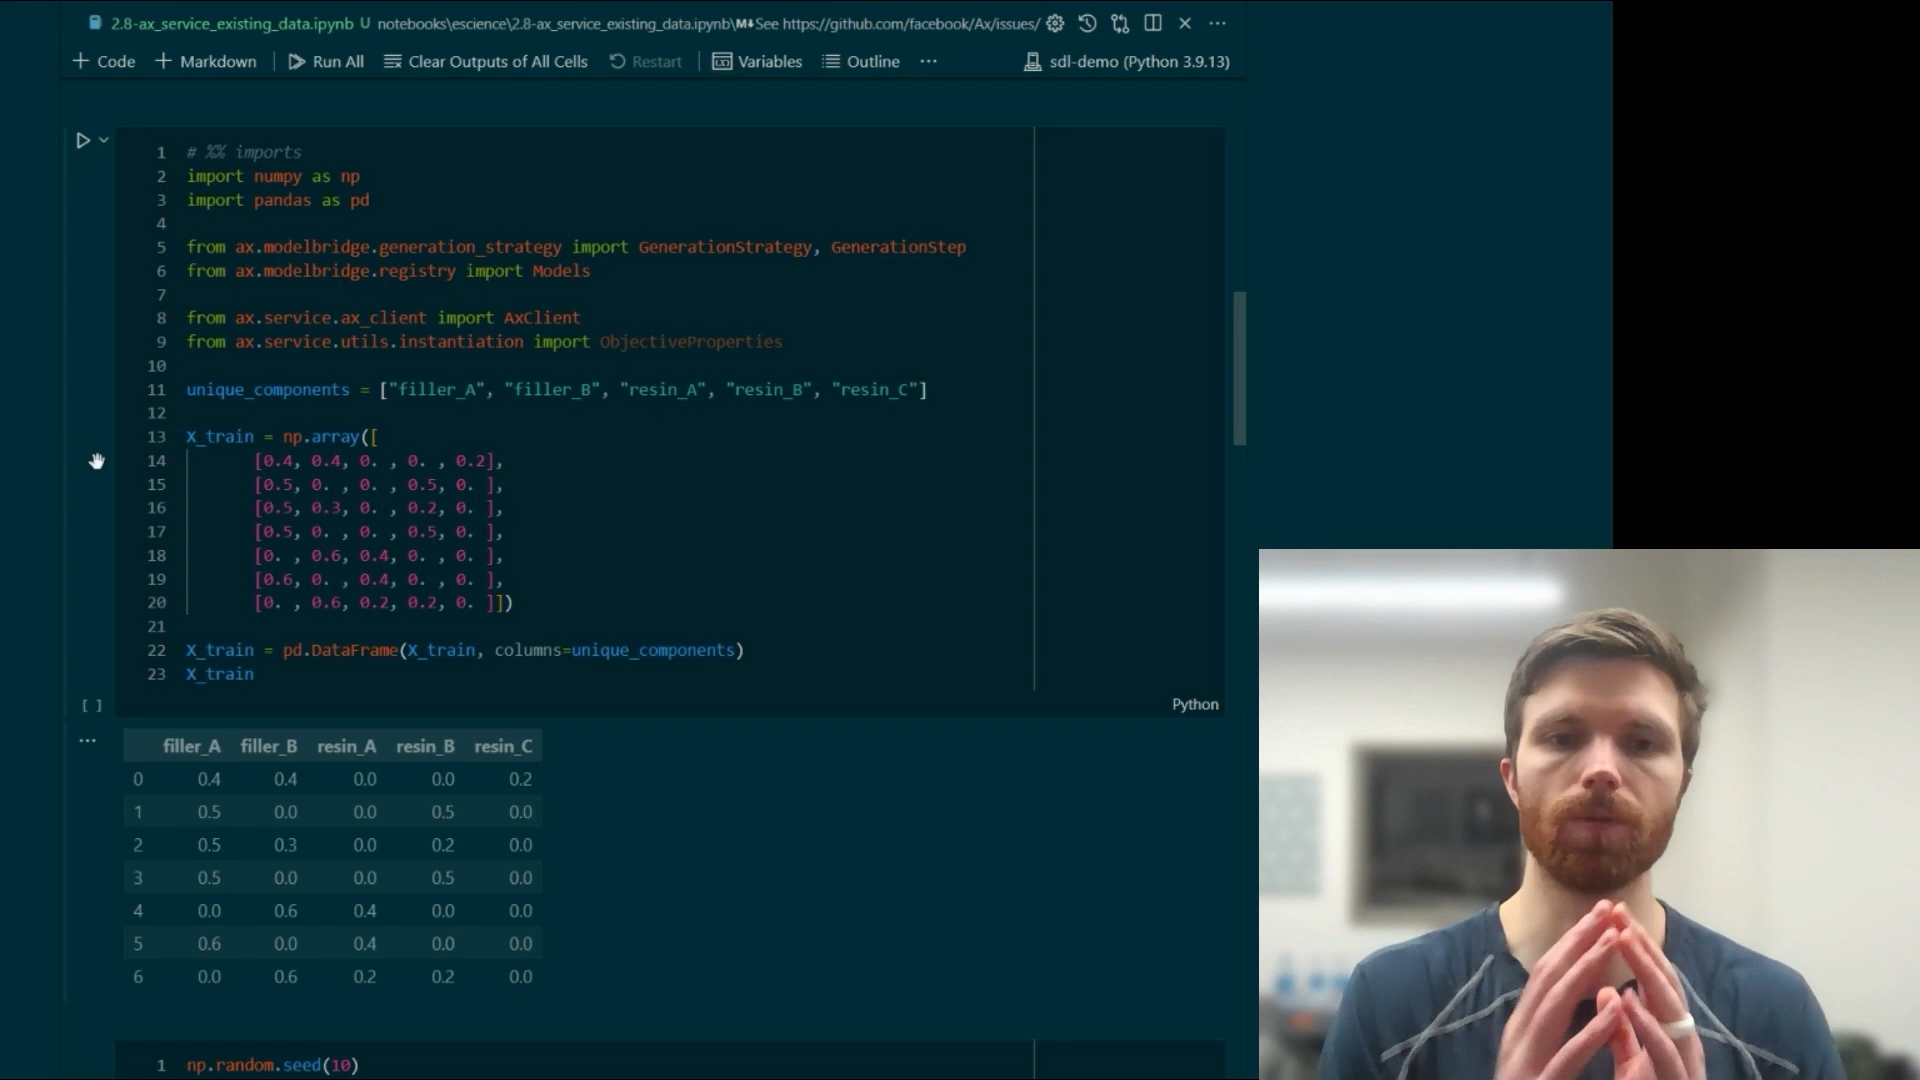 2.8-ax_service_existing_data.ipynb U notebooks\escience\2.8-ax_service_existing_data.ipynb\M↓See https://github.com/facebook/Ax/issues/
+ Code + Markdown Run All Clear Outputs of All Cells Restart Variables Outline ... sdl-demo (Python 3.9.13)
1 # %% imports
2 import numpy as np
3 import pandas as pd
4
5 from ax.modelbridge.generation_strategy import GenerationStrategy, GenerationStep
6 from ax.modelbridge.registry import Models
7
8 from ax.service.ax_client import AxClient
9 from ax.service.utils.instantiation import ObjectiveProperties
10
11 unique_components = ["filler_A", "filler_B", "resin_A", "resin_B", "resin_C"]
12
13 X_train = np.array([
14 [0.4, 0.4, 0. , 0. , 0.2],
15 [0.5, 0. , 0. , 0.5, 0. ],
16 [0.5, 0.3, 0. , 0.2, 0. ],
17 [0.5, 0. , 0. , 0.5, 0. ],
18 [0. , 0.6, 0.4, 0. , 0. ],
19 [0.6, 0. , 0.4, 0. , 0. ],
20 [0. , 0.6, 0.2, 0.2, 0. ]])
21
22 X_train = pd.DataFrame(X_train, columns=unique_components)
23 X_train
[ ] Python
... filler_A filler_B resin_A resin_B resin_C
0 0.4 0.4 0.0 0.0 0.2
1 0.5 0.0 0.0 0.5 0.0
2 0.5 0.3 0.0 0.2 0.0
3 0.5 0.0 0.0 0.5 0.0
4 0.0 0.6 0.4 0.0 0.0
5 0.6 0.0 0.4 0.0 0.0
6 0.0 0.6 0.2 0.2 0.0
1 np.random.seed(10)